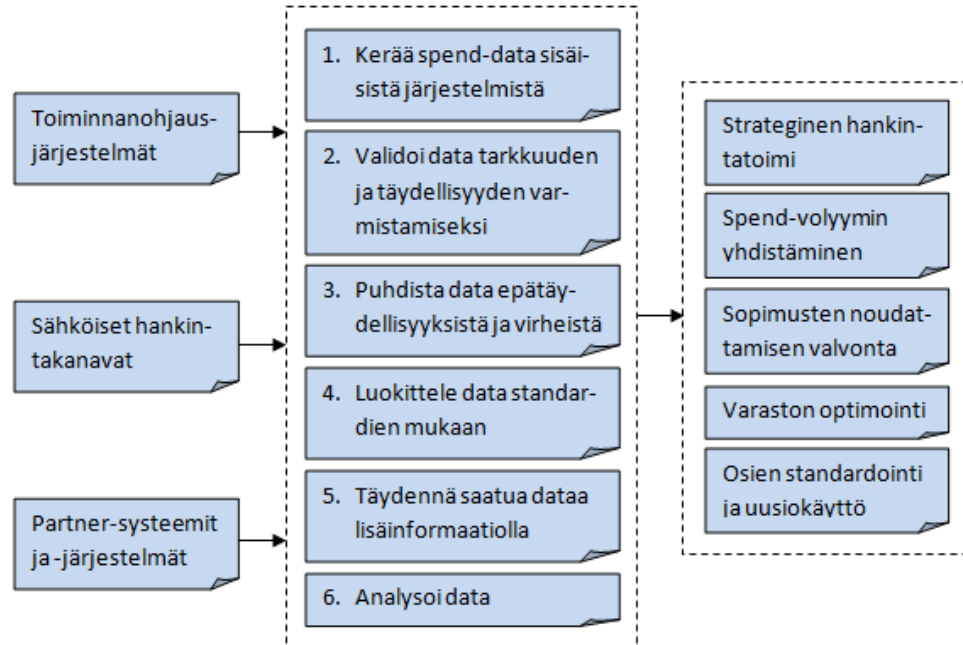 Toiminnanohjaus-
järjestelmät
Sähköiset hankin-
takanavat
Partner-systeemit
ja -järjestelmät
1. Kerää spend-data sisäi-
sistä järjestelmistä
2. Validoi data tarkkuuden
ja täydellisyyden var-
mistamiseksi
3. Puhdista data epätäy-
dellisyyksistä ja virheistä
4. Luokittele data standar-
dien mukaan
5. Täydennä saatua dataa
lisäinformaatiolla
6. Analysoi data
Strateginen hankin-
tatoimi
Spend-volyymin
yhdistäminen
Sopimusten noudat-
tamisen valvonta
Varaston optimointi
Osien standardointi
ja uusiokäyttö